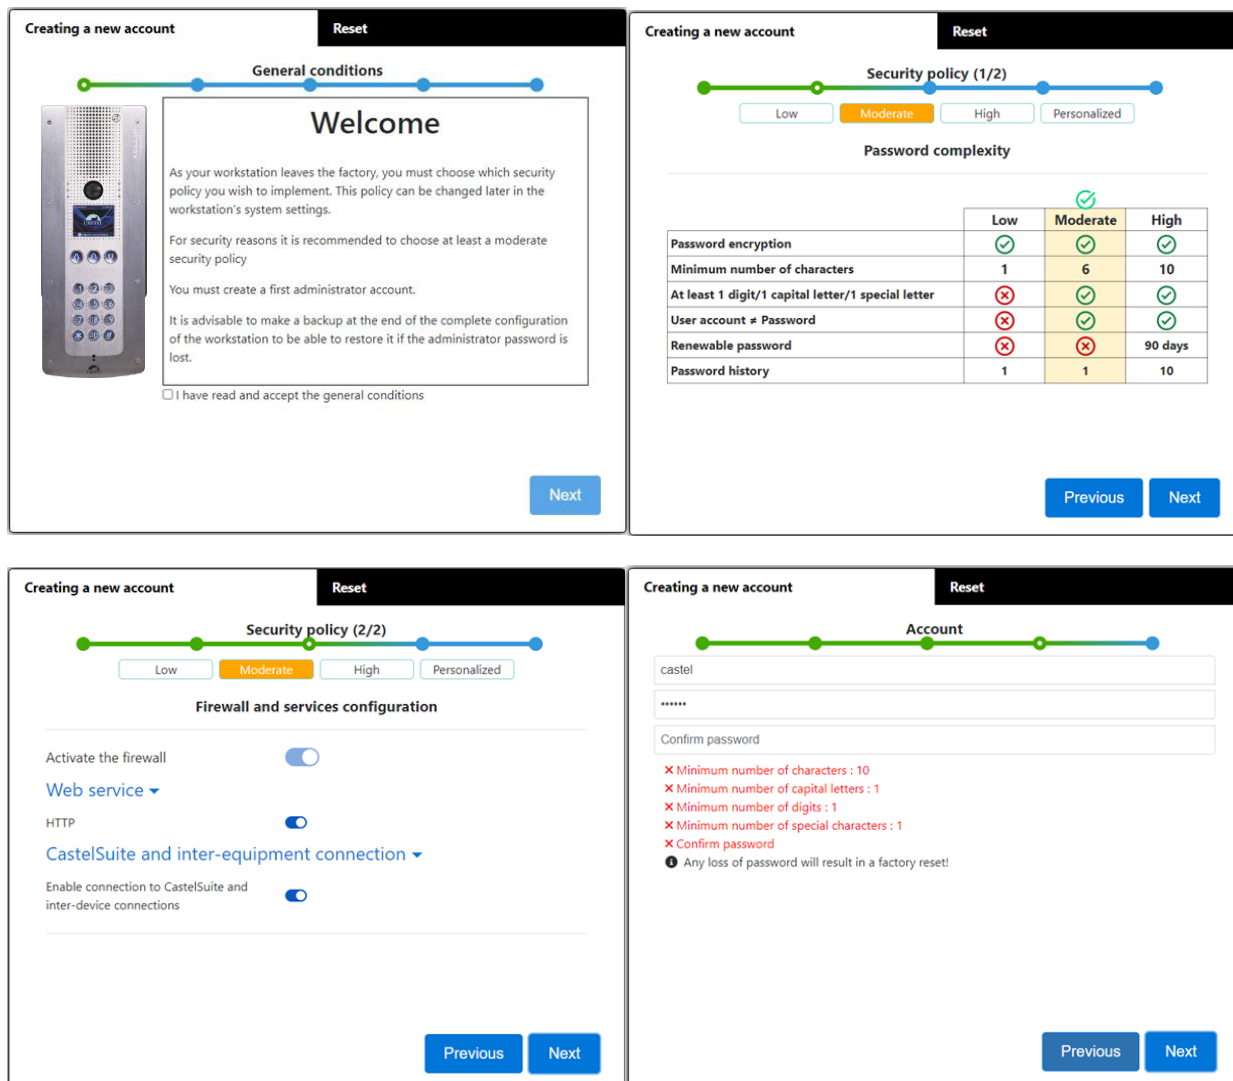 Creating a new account
Reset
General conditions
Welcome
As your workstation leaves the factory, you must choose which security
policy you wish to implement. This policy can be changed later in the
workstation's system settings.
For security reasons it is recommended to choose at least a moderate
security policy
You must create a first administrator account.
It is advisable to make a backup at the end of the complete configuration
of the workstation to be able to restore it if the administrator password is
lost.
I have read and accept the general conditions
Next
Creating a new account
Reset
Security policy (1/2)
Low Moderate High Personalized
Password complexity
Low Moderate High
Password encryption
Minimum number of characters 1 6 10
At least 1 digit/1 capital letter/1 special letter
User account ≠ Password
Renewable password 90 days
Password history 1 1 10
Previous Next
Creating a new account
Reset
Security policy (2/2)
Low Moderate High Personalized
Firewall and services configuration
Activate the firewall
Web service
HTTP
CastelSuite and inter-equipment connection
Enable connection to CastelSuite and
inter-device connections
Previous Next
Creating a new account
Reset
Account
castel
••••••
Confirm password
Minimum number of characters : 10
Minimum number of capital letters : 1
Minimum number of digits : 1
Minimum number of special characters : 1
Confirm password
Any loss of password will result in a factory reset!
Previous Next